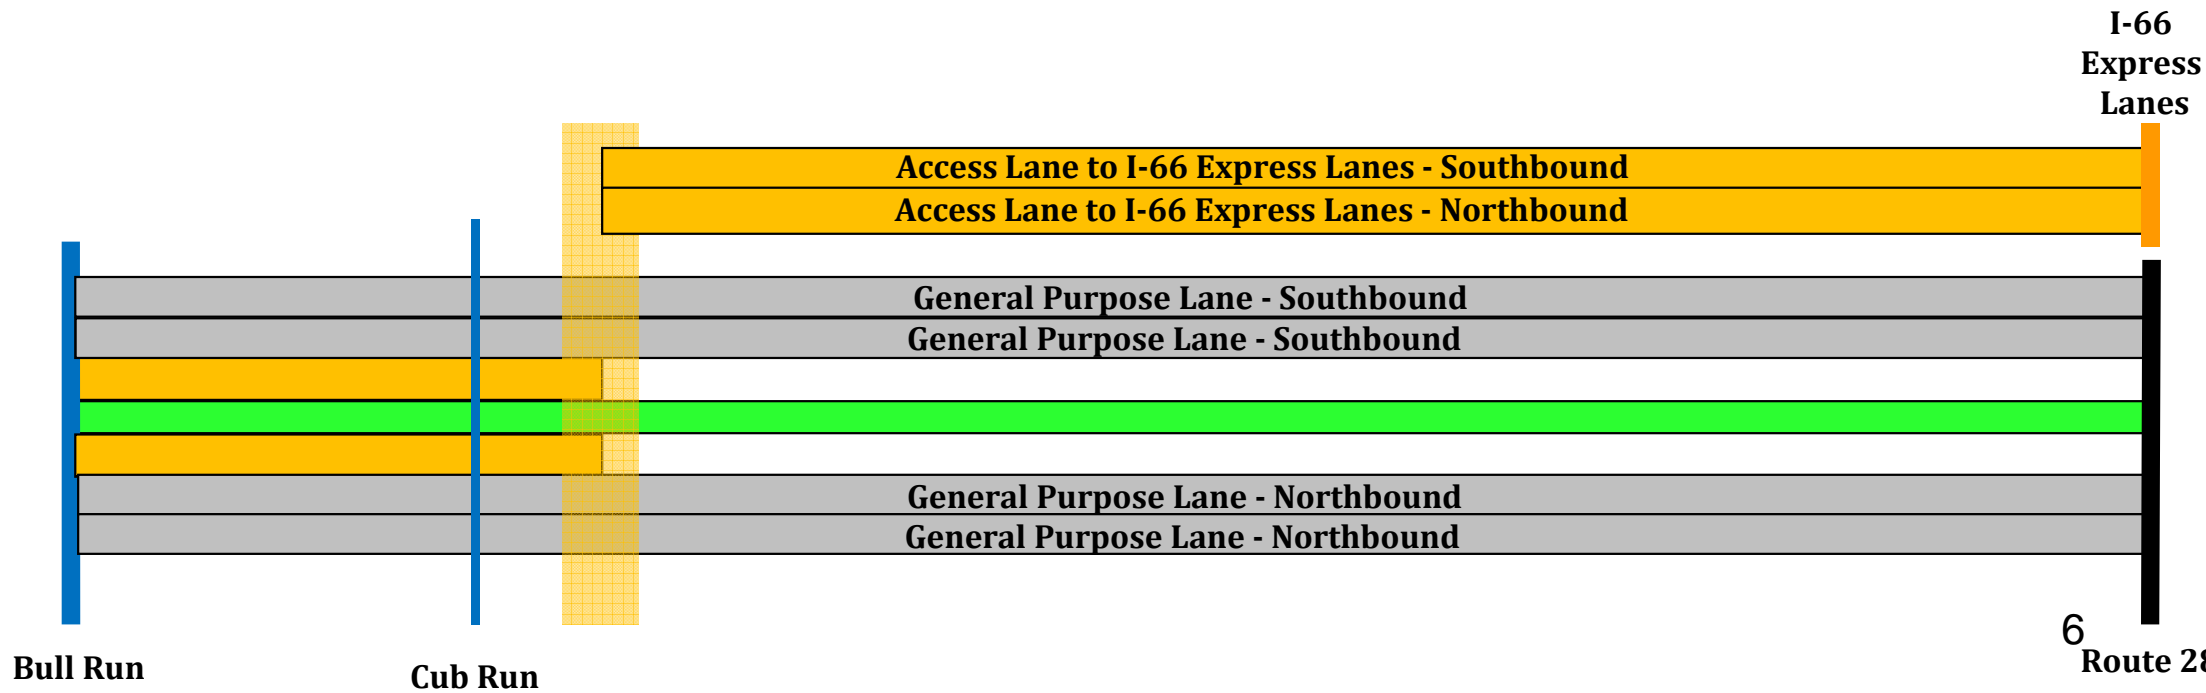 I-66
Express
Lanes
Access Lane to I-66 Express Lanes - Southbound
Access Lane to I-66 Express Lanes - Northbound
General Purpose Lane - Southbound
General Purpose Lane - Southbound
General Purpose Lane - Northbound
General Purpose Lane - Northbound
6
Bull Run
Cub Run
Route 28